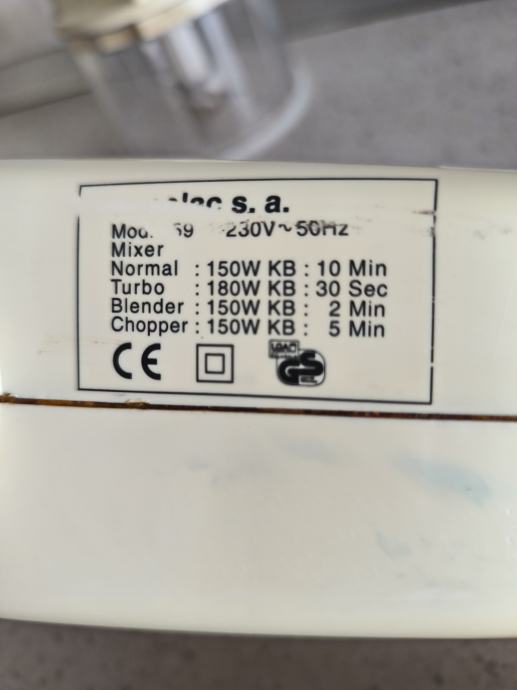 s. a.
230V~50Hz
Mixer
Normal : 150W KB : 10 Min
Turbo : 180W KB : 30 Sec
Blender : 150W KB : 2 Min
Chopper : 150W KB : 5 Min
CE GS